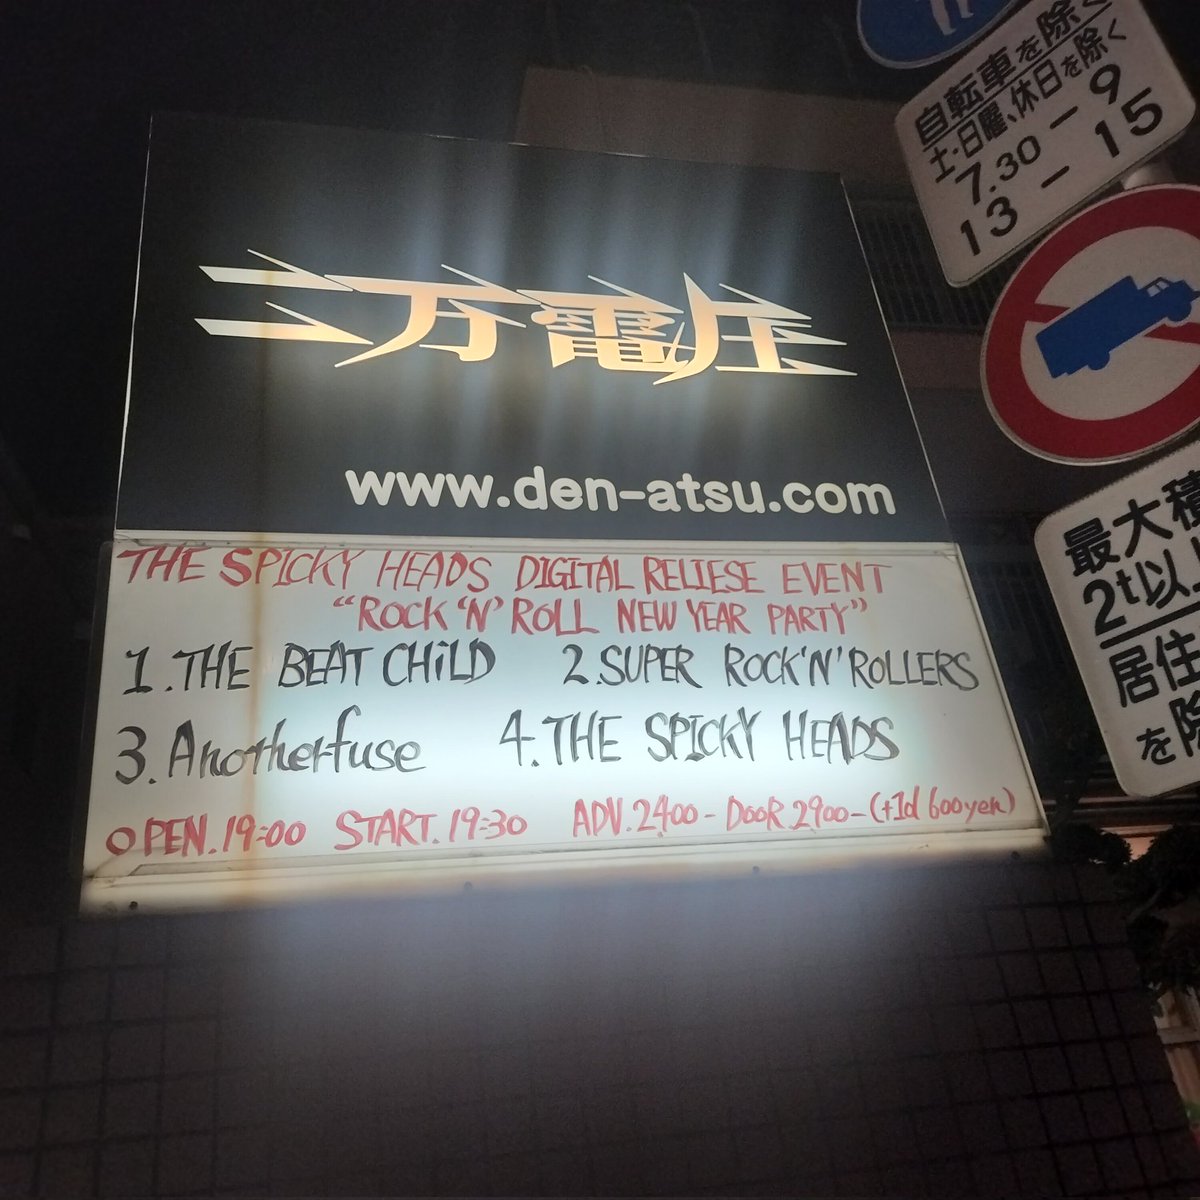 二万電圧
www.den-atsu.com
THE SPICKY HEADS DIGITAL RELIESE EVENT
"ROCK 'N' ROLL NEW YEAR PARTY"
1. THE BEAT CHiLD 2. SUPER ROCK'N'ROLLERS
3. Anotherfuse 4. THE SPICKY HEADS
OPEN. 19:00 START. 19:30 ADV. 2400- DOOR 2900-(+1d 600yen)
自転車を除く
土・日曜、休日を除く
7.30 - 9
13 - 15
最大積
2t以
居住
を除